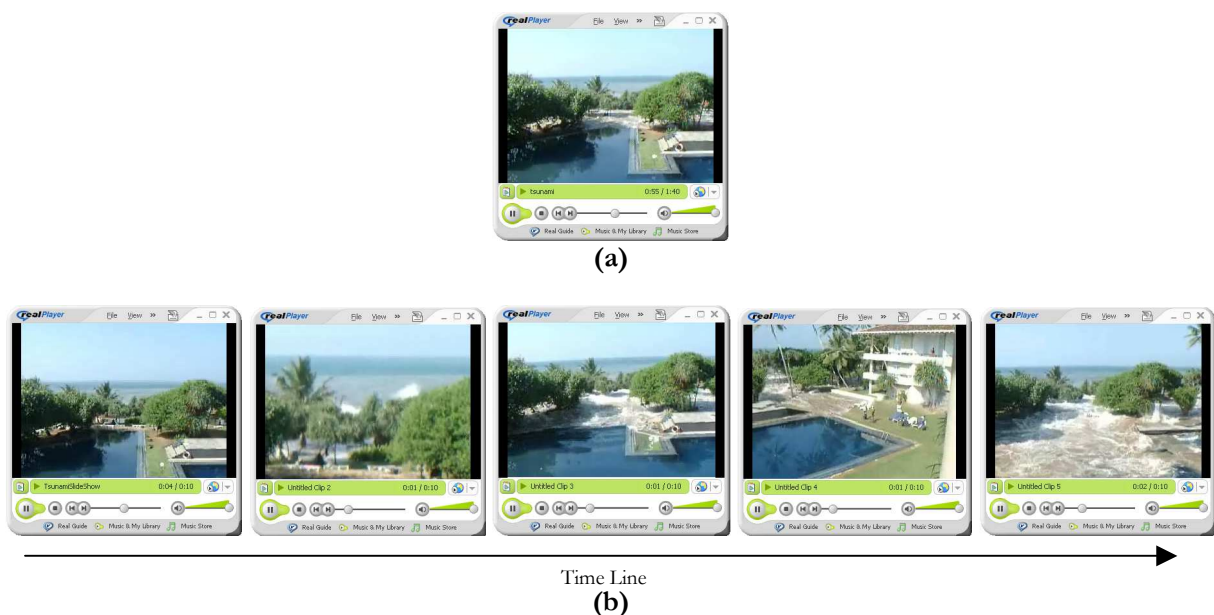 realPlayer File View »
tsunami 0:55 / 1:40
Real Guide Music & My Library Music Store
(a)
realPlayer File View »
TsunamiSlideShow 0:04 / 0:10
Real Guide Music & My Library Music Store
realPlayer File View »
Untitled Clip 2 0:01 / 0:10
Real Guide Music & My Library Music Store
realPlayer File View »
Untitled Clip 3 0:01 / 0:10
Real Guide Music & My Library Music Store
realPlayer File View »
Untitled Clip 4 0:01 / 0:10
Real Guide Music & My Library Music Store
realPlayer File View »
Untitled Clip 5 0:02 / 0:10
Real Guide Music & My Library Music Store
Time Line
(b)